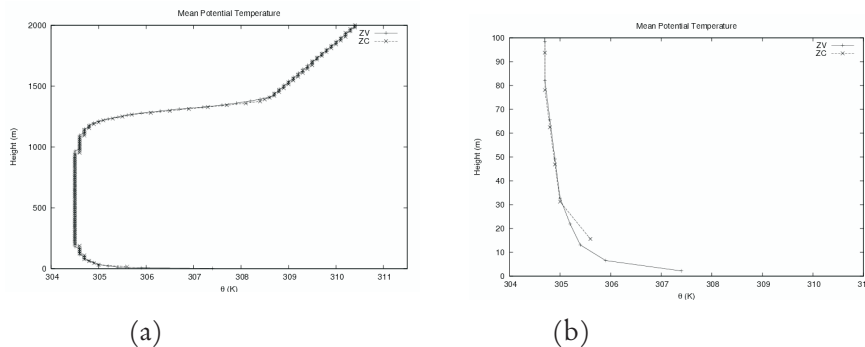 Mean Potential Temperature
2000
1500
1000
500
0
Height (m)
ZV
ZC
304 305 306 307 308 309 310
θ (K)
(a)
Mean Potential Temperature
100
90
80
70
60
50
40
30
20
10
0
Height (m)
ZV
ZC
304 305 306 307 308 309 310 31
θ (K)
(b)